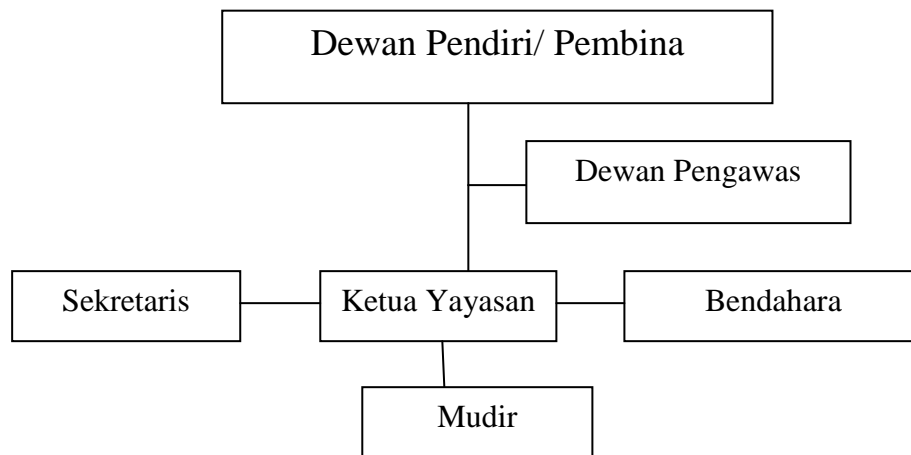 Dewan Pendiri/ Pembina
Dewan Pengawas
Sekretaris
Ketua Yayasan
Bendahara
Mudir